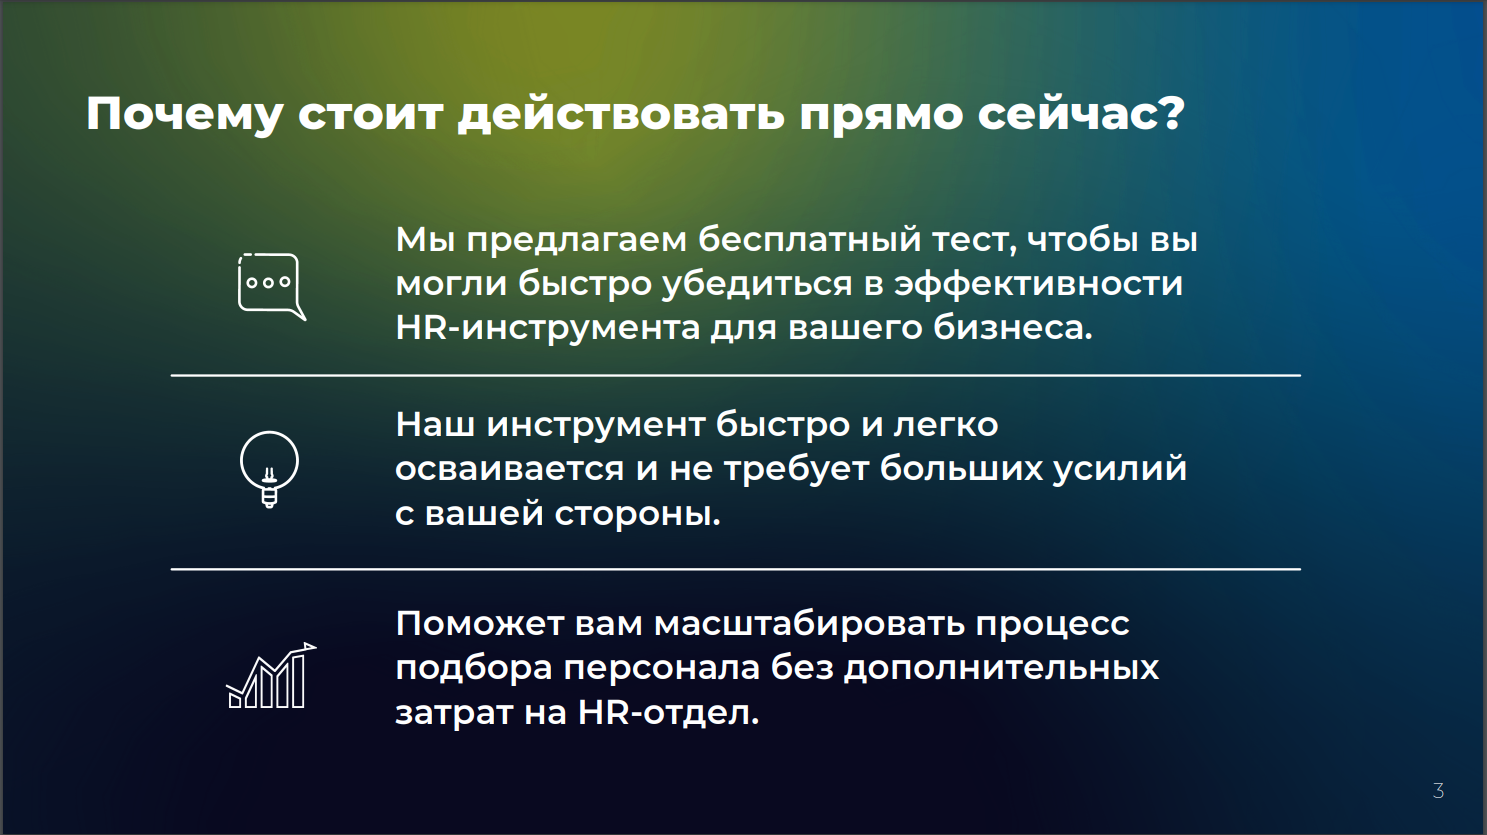 Почему стоит действовать прямо сейчас?
Мы предлагаем бесплатный тест, чтобы вы
могли быстро убедиться в эффективности
HR-инструмента для вашего бизнеса.
Наш инструмент быстро и легко
осваивается и не требует больших усилий
с вашей стороны.
Поможет вам масштабировать процесс
подбора персонала без дополнительных
затрат на HR-отдел.
3